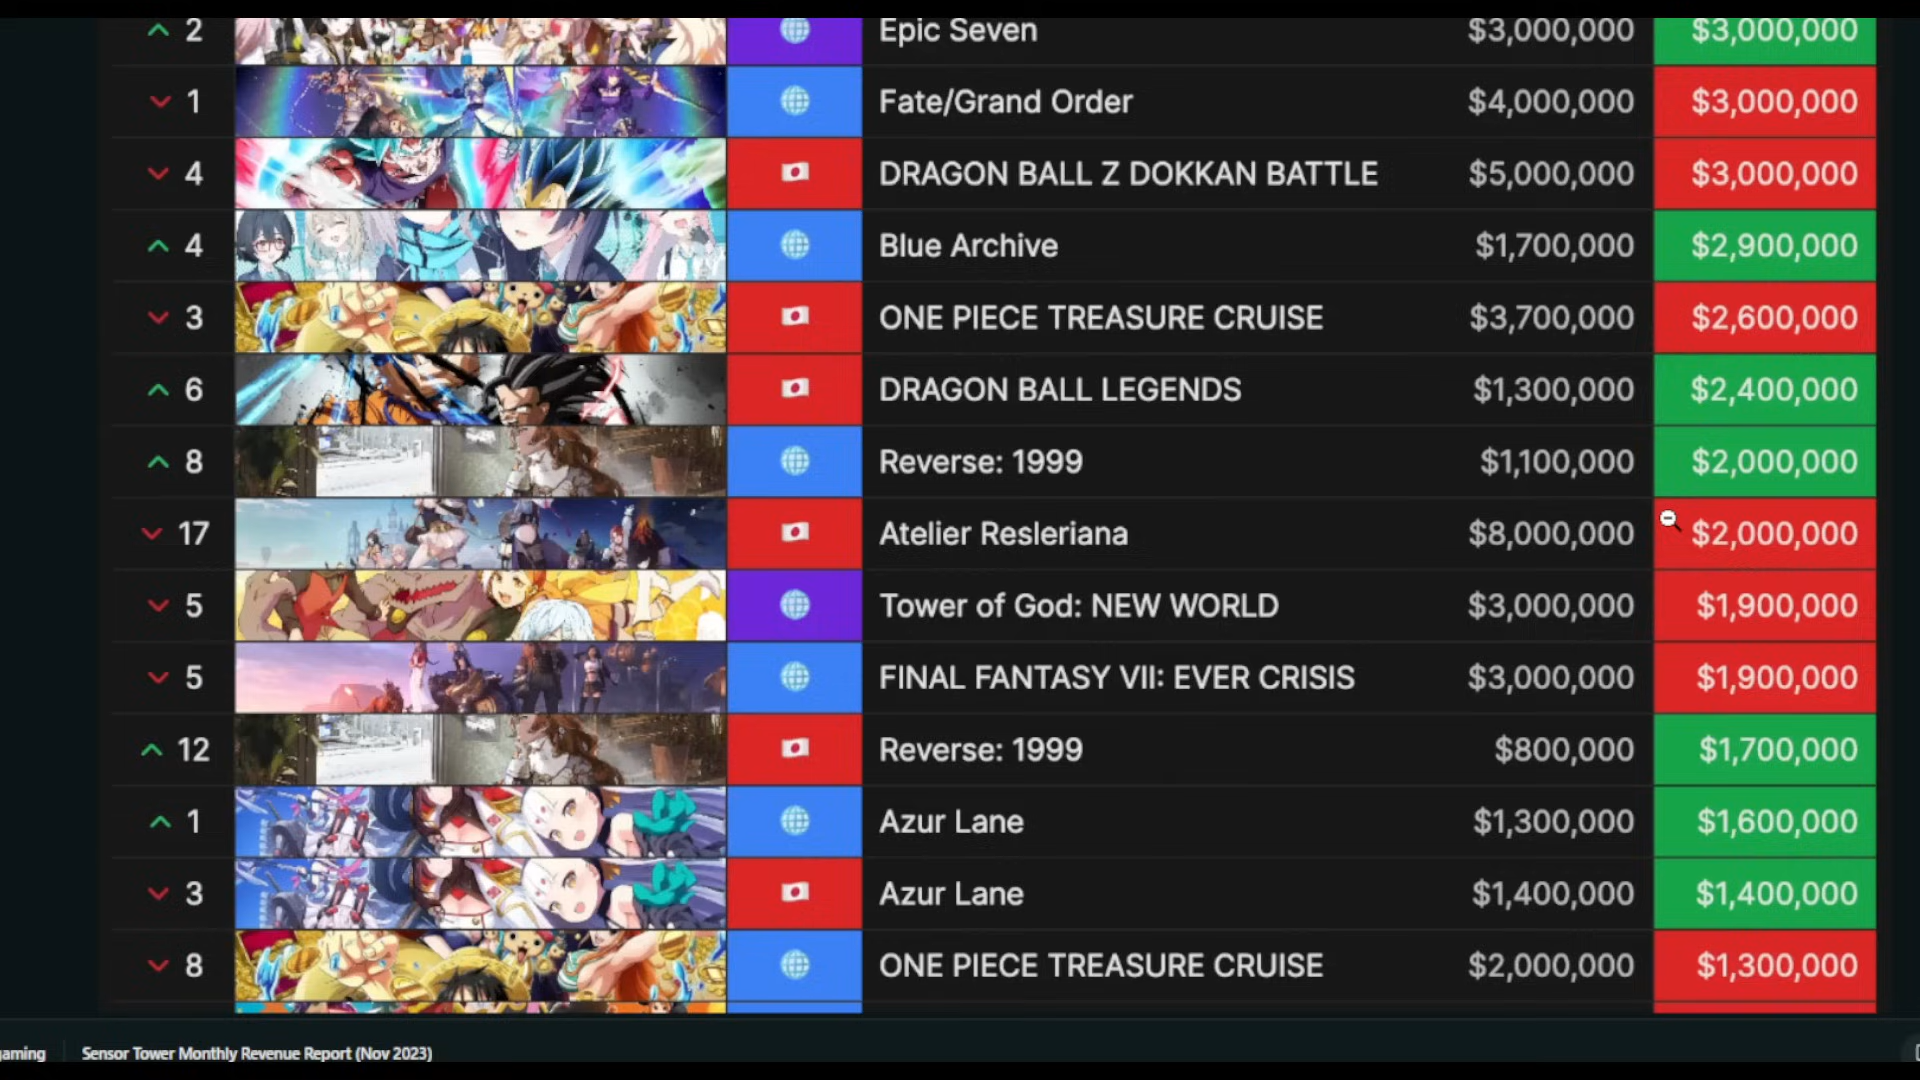 2 Epic Seven $3,000,000 $3,000,000
1 Fate/Grand Order $4,000,000 $3,000,000
4 DRAGON BALL Z DOKKAN BATTLE $5,000,000 $3,000,000
4 Blue Archive $1,700,000 $2,900,000
3 ONE PIECE TREASURE CRUISE $3,700,000 $2,600,000
6 DRAGON BALL LEGENDS $1,300,000 $2,400,000
8 Reverse: 1999 $1,100,000 $2,000,000
17 Atelier Resleriana $8,000,000 $2,000,000
5 Tower of God: NEW WORLD $3,000,000 $1,900,000
5 FINAL FANTASY VII: EVER CRISIS $3,000,000 $1,900,000
12 Reverse: 1999 $800,000 $1,700,000
1 Azur Lane $1,300,000 $1,600,000
3 Azur Lane $1,400,000 $1,400,000
8 ONE PIECE TREASURE CRUISE $2,000,000 $1,300,000
gaming Sensor Tower Monthly Revenue Report (Nov 2023)